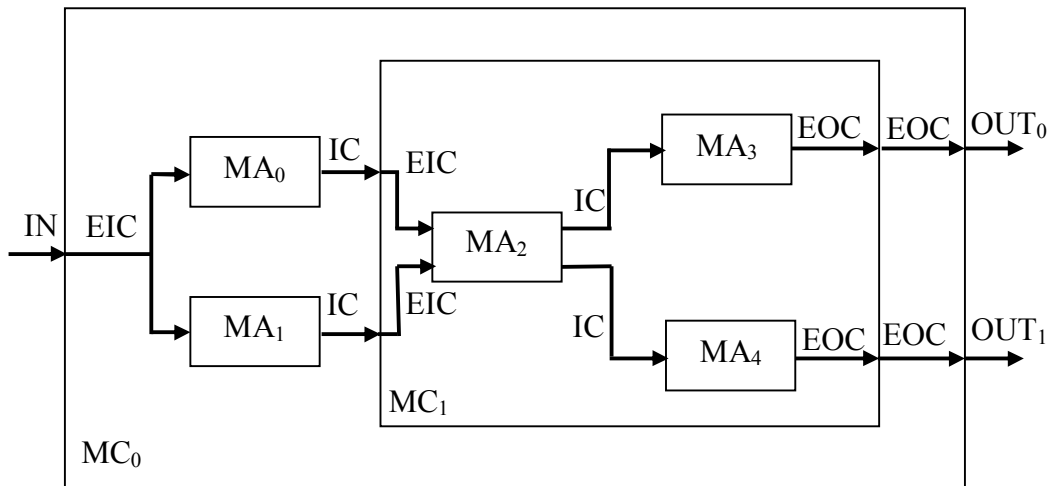 IN
EIC
MA₀
IC
EIC
MA₁
IC
EIC
MA₂
IC
MA₃
EOC
EOC
OUT₀
IC
MA₄
EOC
EOC
OUT₁
MC₁
MC₀